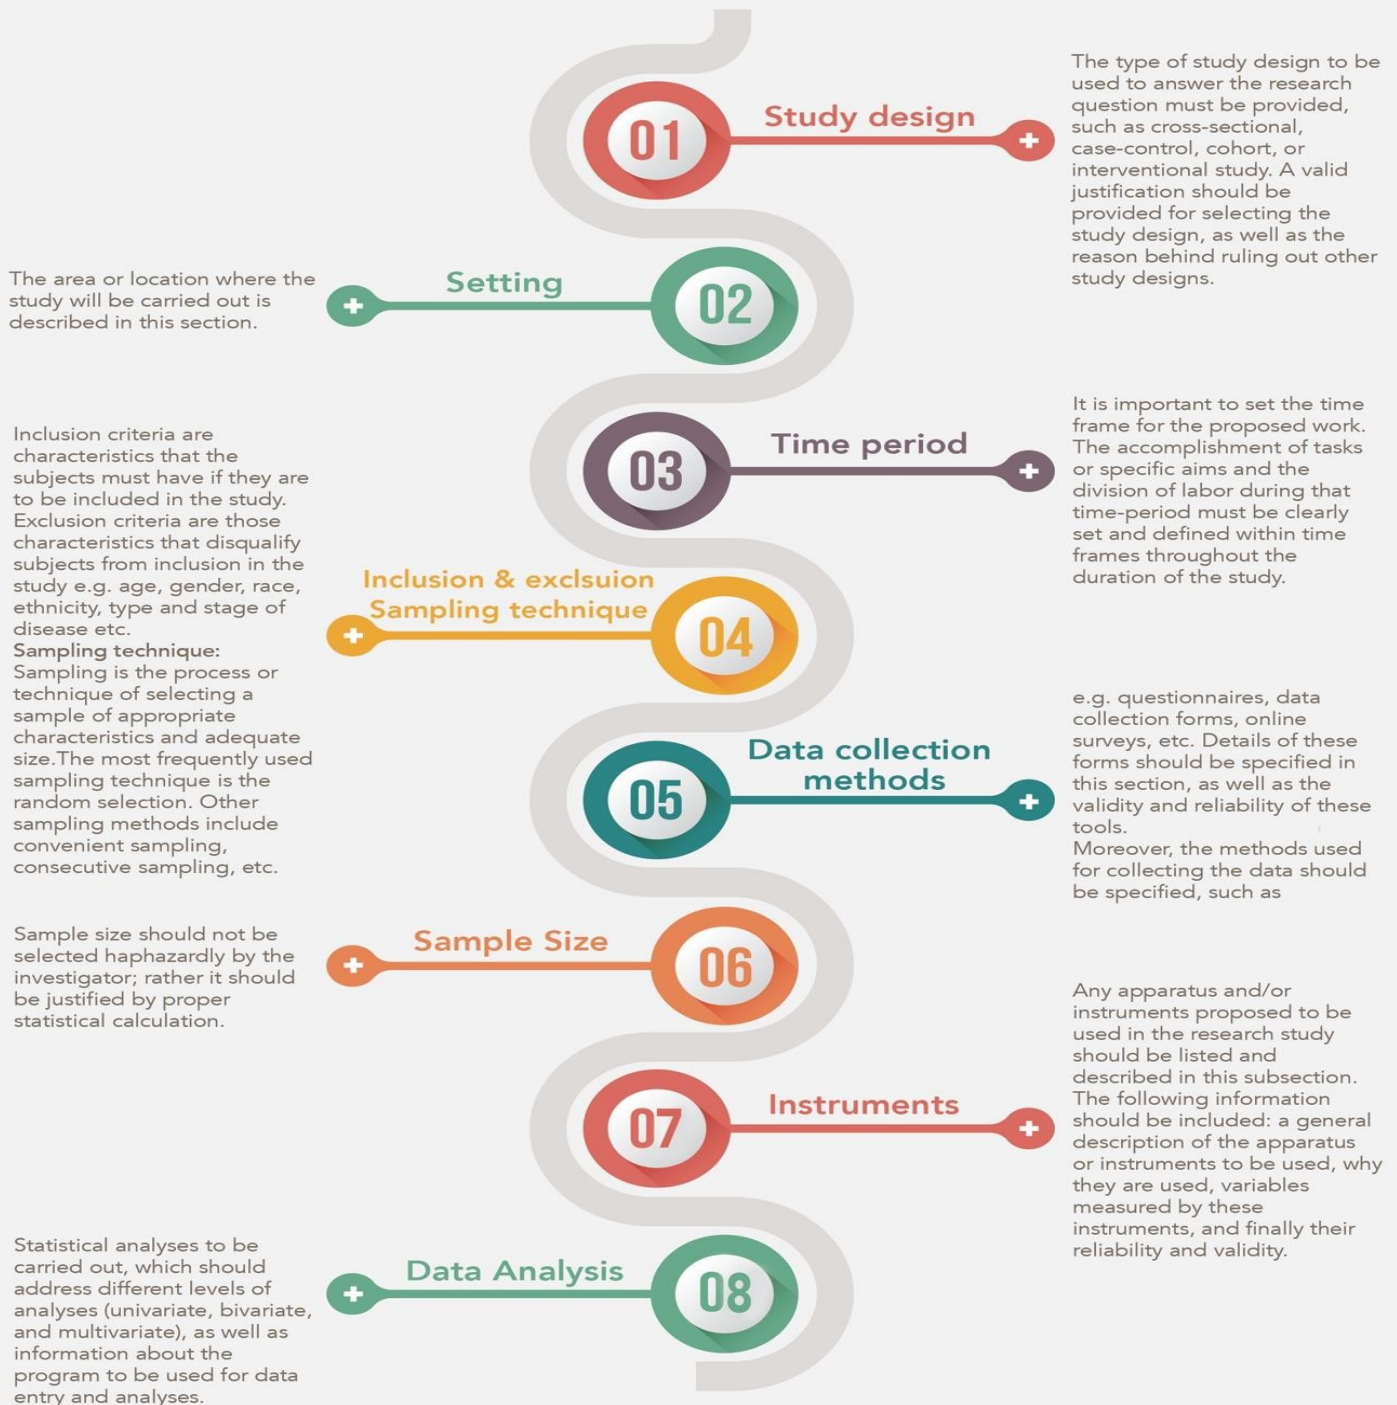 01
Study design
The type of study design to be
used to answer the research
question must be provided,
such as cross-sectional,
case-control, cohort, or
interventional study. A valid
justification should be
provided for selecting the
study design, as well as the
reason behind ruling out other
study designs.
02
Setting
The area or location where the
study will be carried out is
described in this section.
03
Time period
It is important to set the time
frame for the proposed work.
The accomplishment of tasks
or specific aims and the
division of labor during that
time-period must be clearly
set and defined within time
frames throughout the
duration of the study.
04
Inclusion & exclsuion
Sampling technique
Inclusion criteria are
characteristics that the
subjects must have if they are
to be included in the study.
Exclusion criteria are those
characteristics that disqualify
subjects from inclusion in the
study e.g. age, gender, race,
ethnicity, type and stage of
disease etc.
Sampling technique:
Sampling is the process or
technique of selecting a
sample of appropriate
characteristics and adequate
size.The most frequently used
sampling technique is the
random selection. Other
sampling methods include
convenient sampling,
consecutive sampling, etc.
05
Data collection
methods
e.g. questionnaires, data
collection forms, online
surveys, etc. Details of these
forms should be specified in
this section, as well as the
validity and reliability of these
tools.
Moreover, the methods used
for collecting the data should
be specified, such as
06
Sample Size
Sample size should not be
selected haphazardly by the
investigator; rather it should
be justified by proper
statistical calculation.
07
Instruments
Any apparatus and/or
instruments proposed to be
used in the research study
should be listed and
described in this subsection.
The following information
should be included: a general
description of the apparatus
or instruments to be used, why
they are used, variables
measured by these
instruments, and finally their
reliability and validity.
08
Data Analysis
Statistical analyses to be
carried out, which should
address different levels of
analyses (univariate, bivariate,
and multivariate), as well as
information about the
program to be used for data
entry and analyses.